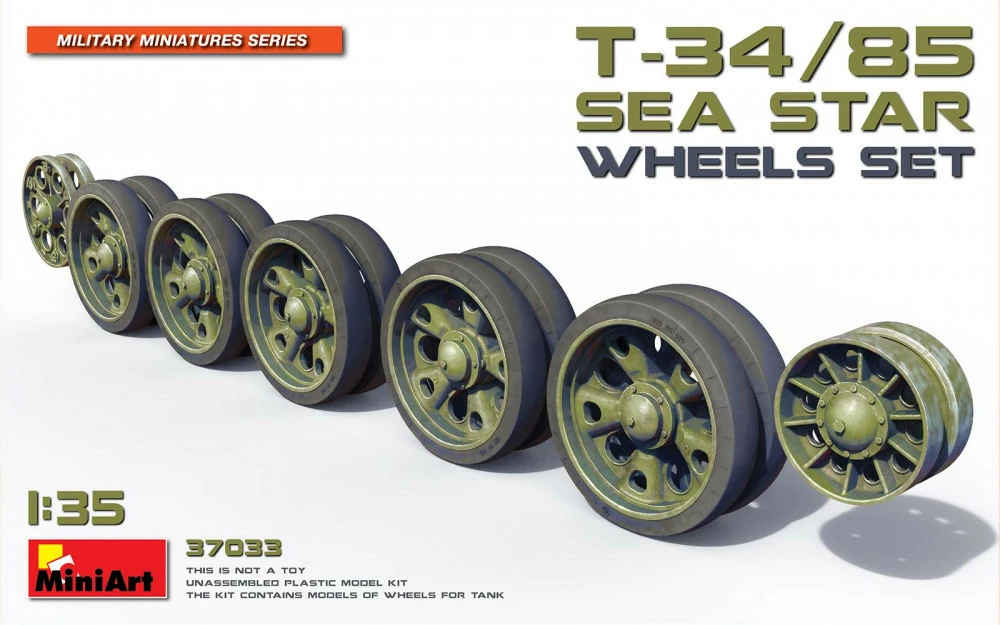 MILITARY MINIATURES SERIES
T-34/85
SEA STAR
WHEELS SET
1:35
MiniArt
37033
THIS IS NOT A TOY
UNASSEMBLED PLASTIC MODEL KIT
THE KIT CONTAINS MODELS OF WHEELS FOR TANK